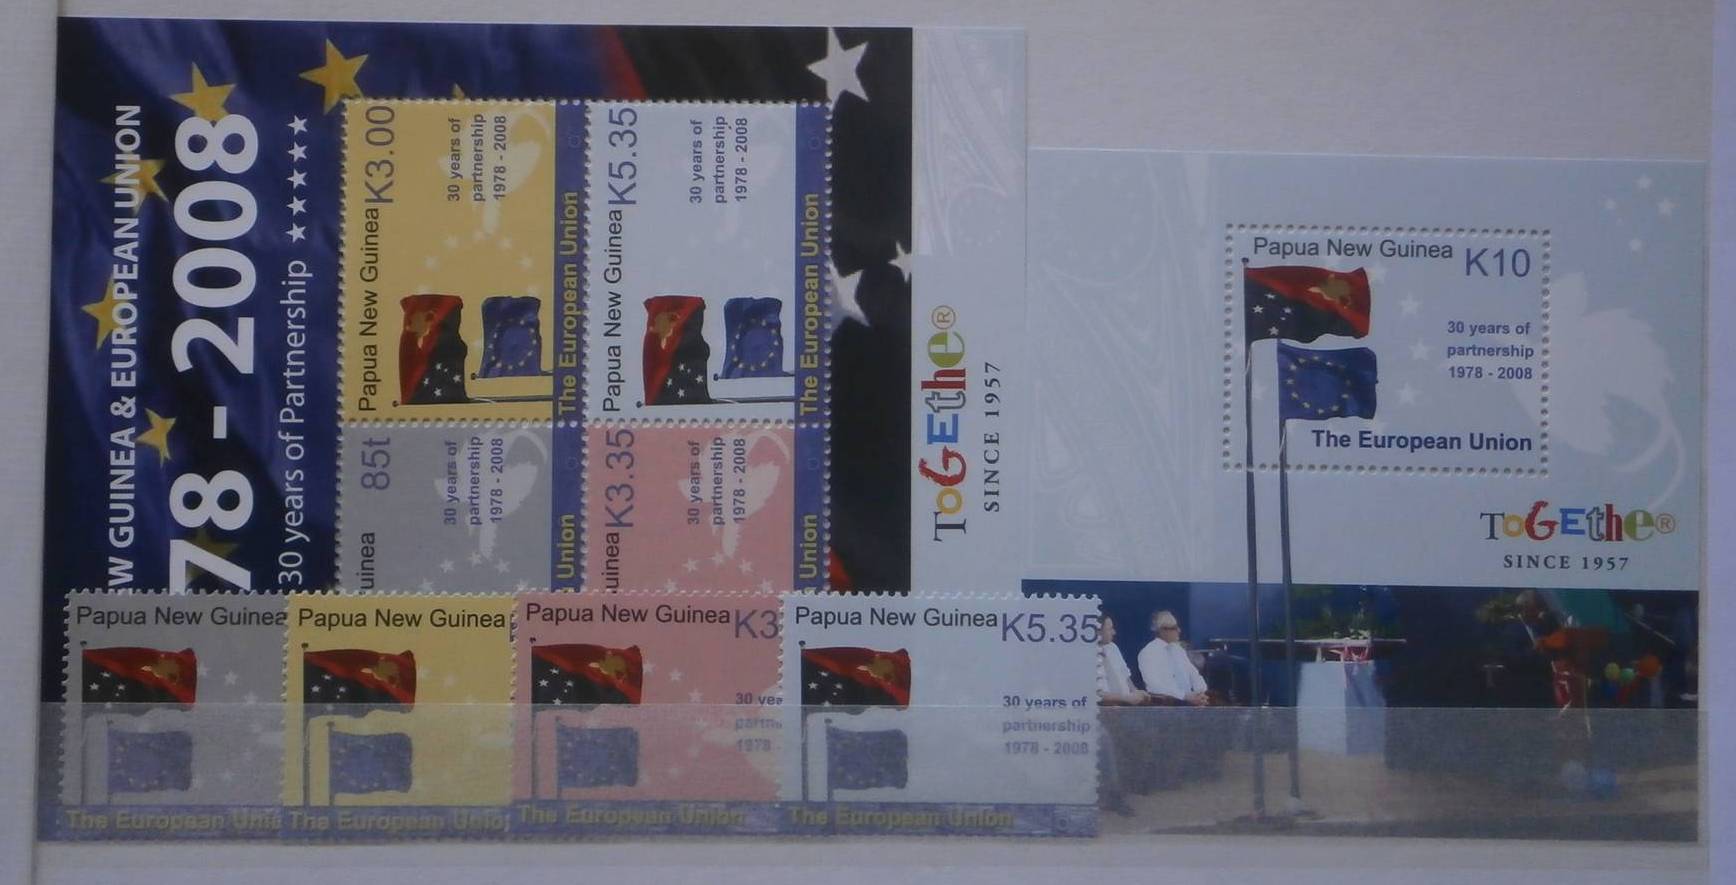 W GUINEA & EUROPEAN UNION
78 - 2008
30 years of Partnership
Papua New Guinea K3.00
30 years of
partnership
1978 - 2008
The European Union
Papua New Guinea K5.35
30 years of
partnership
1978 - 2008
The European Union
uinea 85t
30 years of
partnership
1978 - 2008
Union
uinea K3.35
30 years of
partnership
1978 - 2008
Union
ToGEthe®
SINCE 1957
Papua New Guinea K10
30 years of
partnership
1978 - 2008
The European Union
ToGEthe®
SINCE 1957
Papua New Guinea
The European Unio
Papua New Guinea
The European Unio
Papua New Guinea K3
30 yea
partn
1978 -
The European Union
Papua New Guinea K5.35
30 years of
partnership
1978 - 2008
The European Union